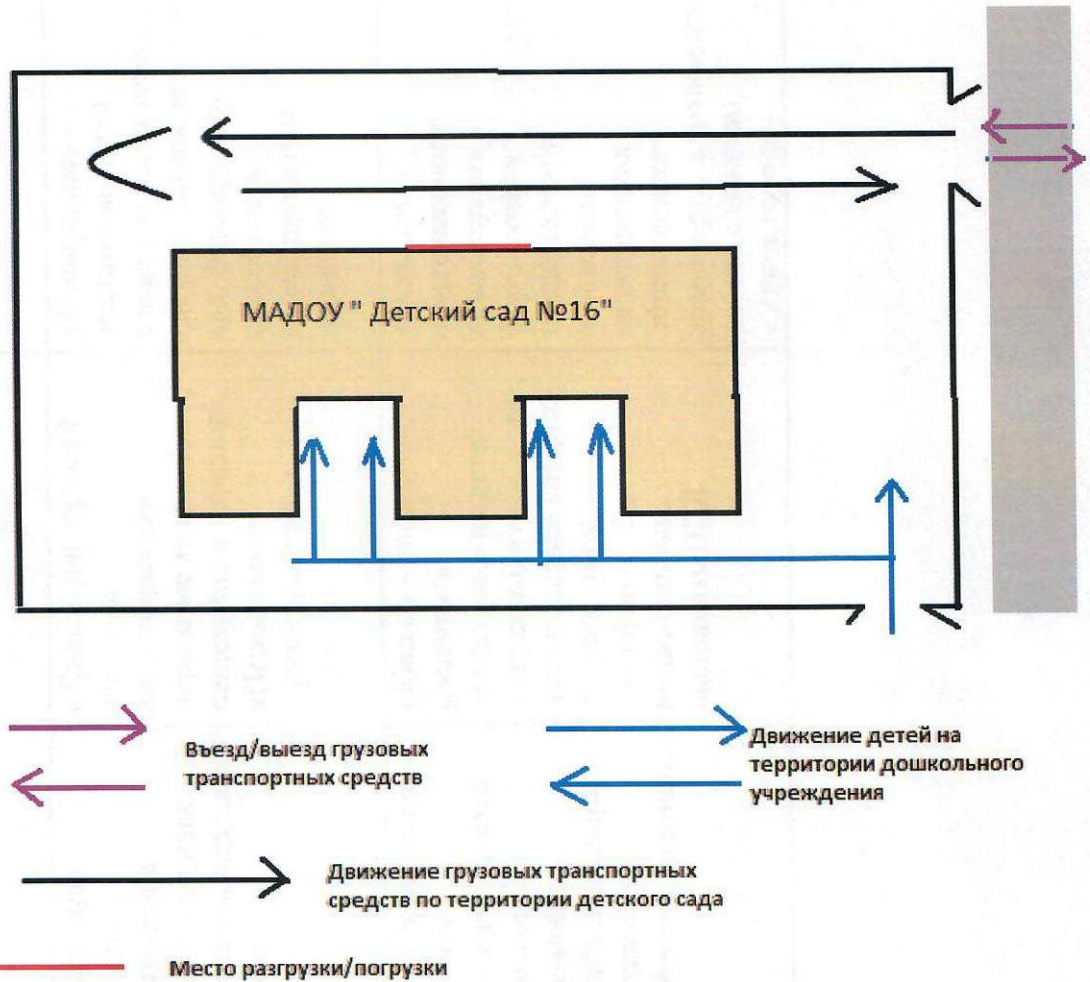 МАДОУ " Детский сад №16"
Въезд/выезд грузовых
транспортных средств
Движение детей на
территории дошкольного
учреждения
Движение грузовых транспортных
средств по территории детского сада
Место разгрузки/погрузки